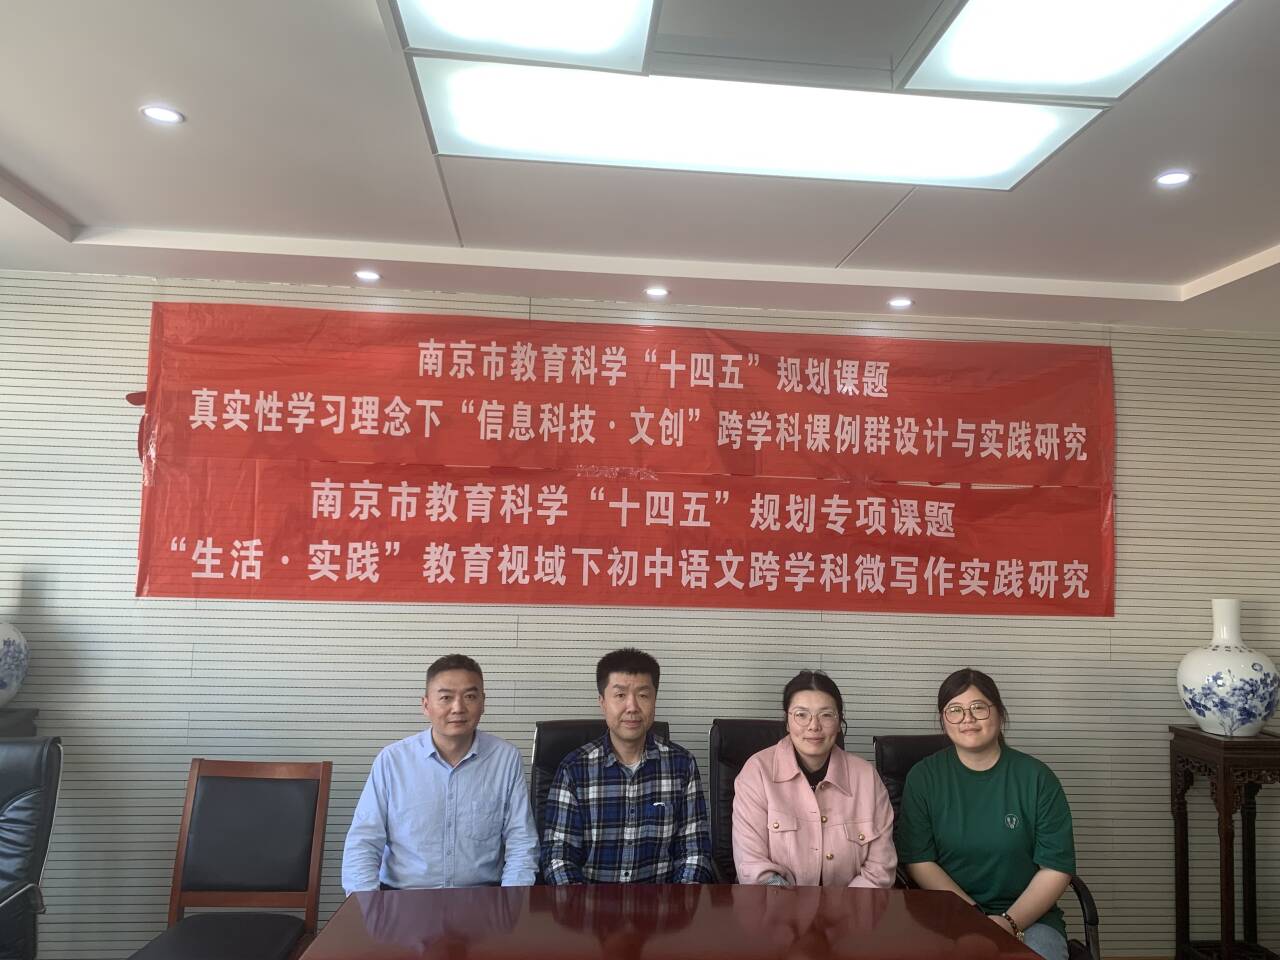 南京市教育科学“十四五”规划课题
真实性学习理念下“信息科技·文创”跨学科课例群设计与实践研究
南京市教育科学“十四五”规划专项课题
“生活·实践”教育视域下初中语文跨学科微写作实践研究